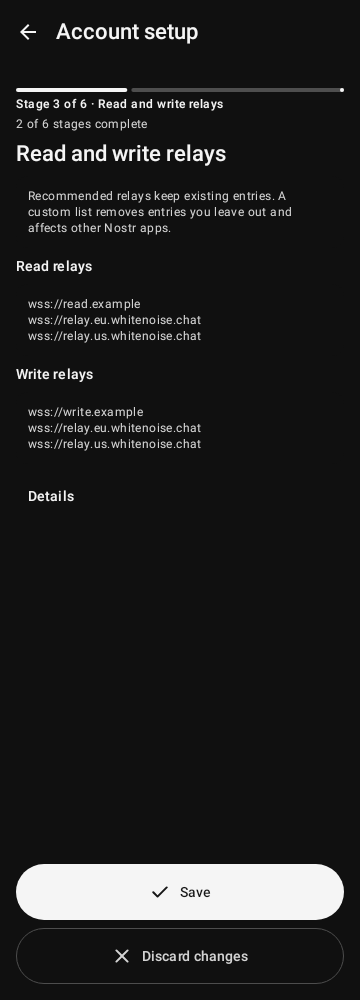 Account setup
Stage 3 of 6 · Read and write relays
2 of 6 stages complete
Read and write relays
Recommended relays keep existing entries. A
custom list removes entries you leave out and
affects other Nostr apps.
Read relays
wss://read.example
wss://relay.eu.whitenoise.chat
wss://relay.us.whitenoise.chat
Write relays
wss://write.example
wss://relay.eu.whitenoise.chat
wss://relay.us.whitenoise.chat
Details
Save
Discard changes